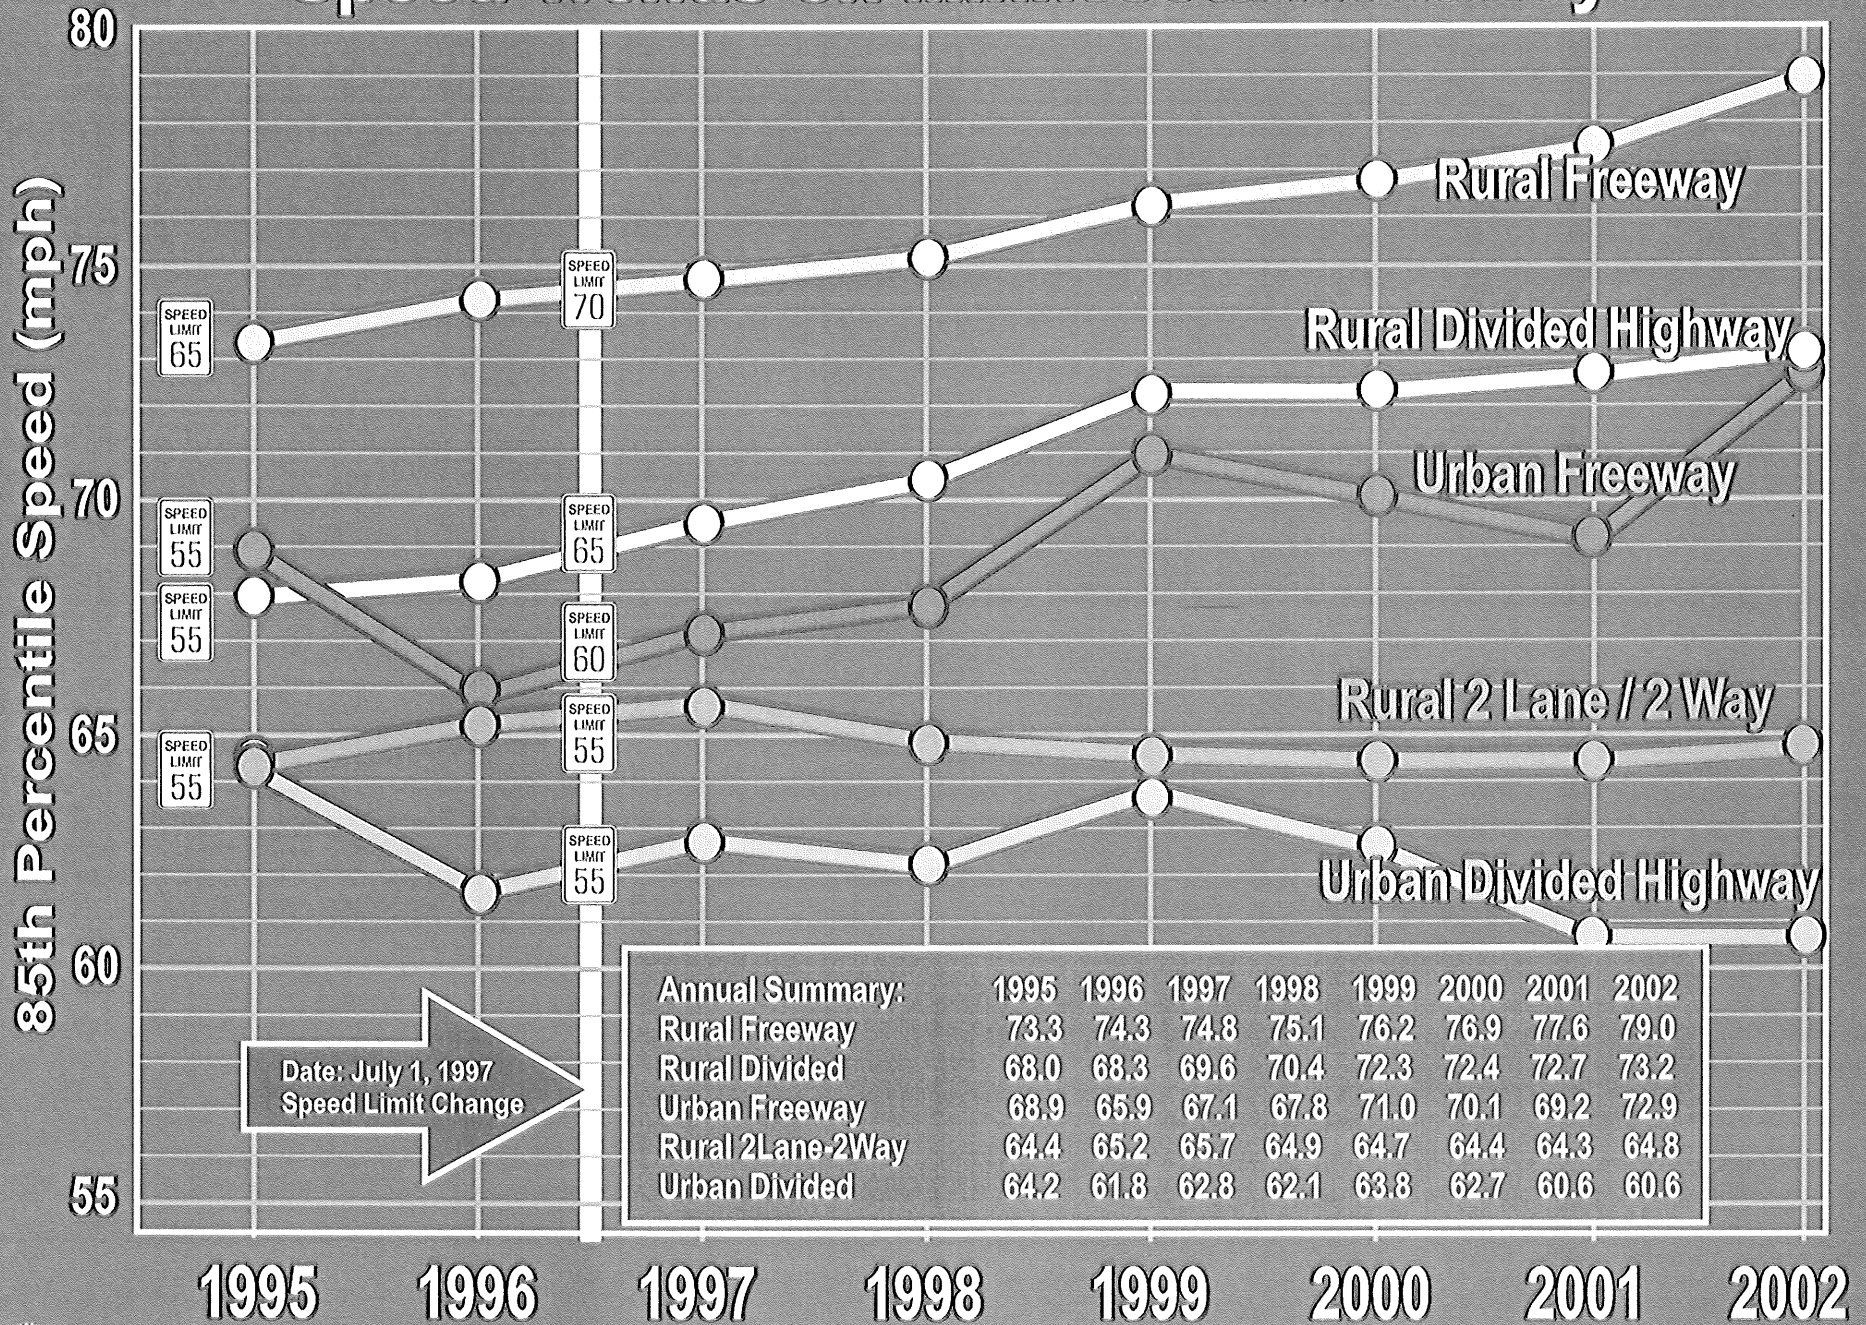 80
75
70
65
60
55
85th Percentile Speed (mph)
SPEED
LIMIT
65
SPEED
LIMIT
70
Rural Freeway
Rural Divided Highway
SPEED
LIMIT
55
SPEED
LIMIT
65
Urban Freeway
SPEED
LIMIT
55
SPEED
LIMIT
60
SPEED
LIMIT
55
Rural 2 Lane / 2 Way
SPEED
LIMIT
55
SPEED
LIMIT
55
Urban Divided Highway
Date: July 1, 1997
Speed Limit Change
Annual Summary: 1995 1996 1997 1998 1999 2000 2001 2002
Rural Freeway 73.3 74.3 74.8 75.1 76.2 76.9 77.6 79.0
Rural Divided 68.0 68.3 69.6 70.4 72.3 72.4 72.7 73.2
Urban Freeway 68.9 65.9 67.1 67.8 71.0 70.1 69.2 72.9
Rural 2Lane-2Way 64.4 65.2 65.7 64.9 64.7 64.4 64.3 64.8
Urban Divided 64.2 61.8 62.8 62.1 63.8 62.7 60.6 60.6
1995 1996 1997 1998 1999 2000 2001 2002